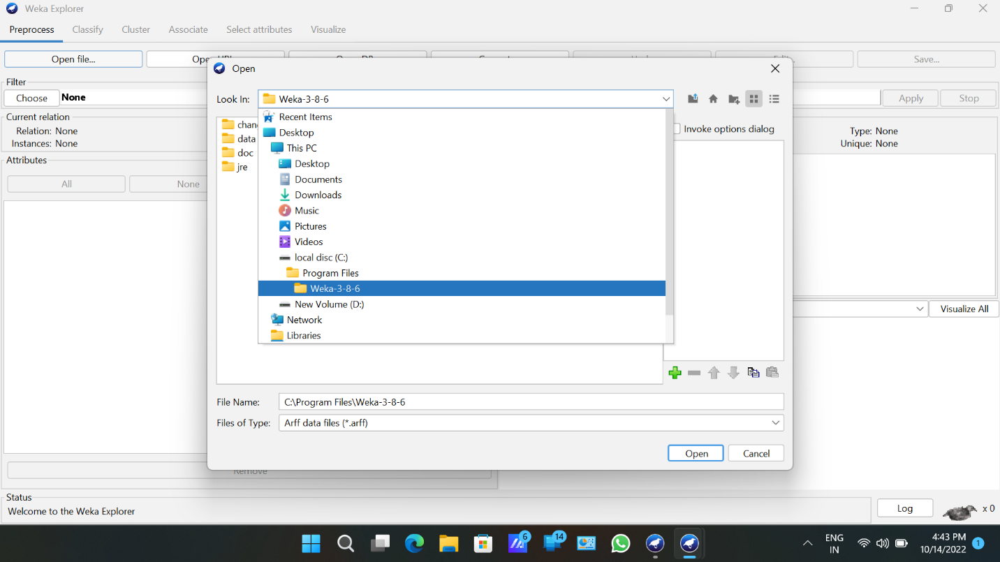 Weka Explorer
Preprocess Classify Cluster Associate Select attributes Visualize
Open file... Save...
Filter
Choose None Apply Stop
Current relation
Relation: None Type: None
Instances: None Unique: None
Attributes
All None
Visualize All
Remove
Status
Welcome to the Weka Explorer
Log x 0
Open
Look In: Weka-3-8-6
Recent Items
Desktop
This PC
Desktop
Documents
Downloads
Music
Pictures
Videos
local disc (C:)
Program Files
Weka-3-8-6
New Volume (D:)
Network
Libraries
data
doc
jre
Invoke options dialog
File Name: C:\Program Files\Weka-3-8-6
Files of Type: Arff data files (*.arff)
Open Cancel
6 14
ENG
IN
4:43 PM
10/14/2022
1